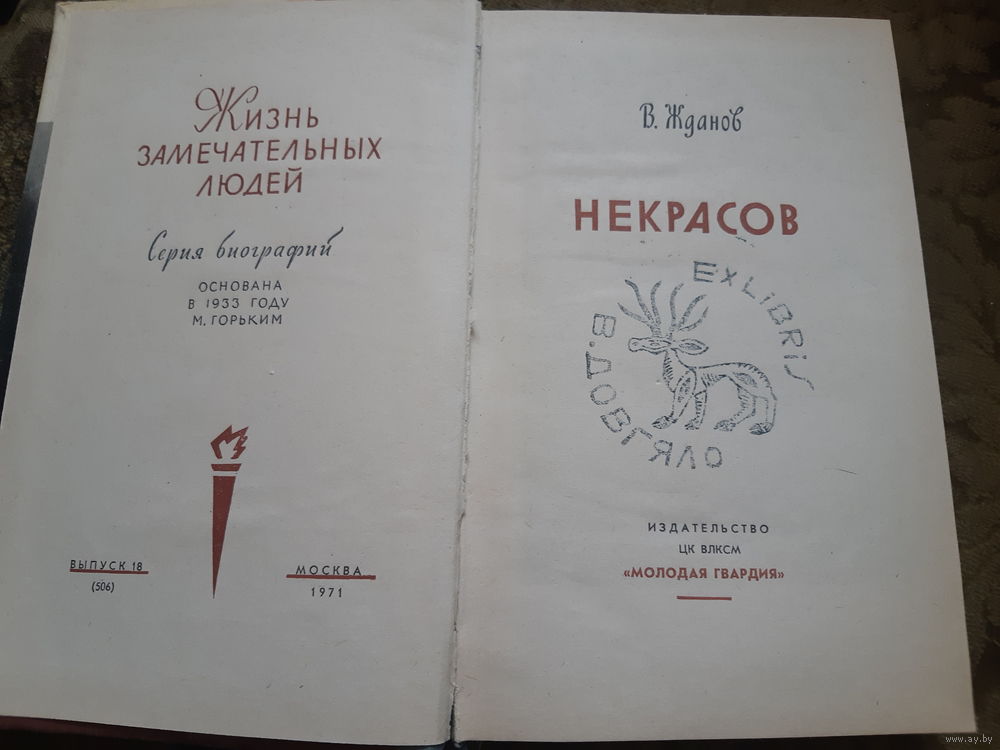 Жизнь
ЗАМЕЧАТЕЛЬНЫХ
ЛЮДЕЙ
Серия биографий
ОСНОВАНА
В 1933 ГОДУ
М. ГОРЬКИМ
ВЫПУСК 18
(506)
МОСКВА
1971
В. Жданов
НЕКРАСОВ
EXLIBRIS
В. ДОВГЯЛО
ИЗДАТЕЛЬСТВО
ЦК ВЛКСМ
«МОЛОДАЯ ГВАРДИЯ»
www.ay.by